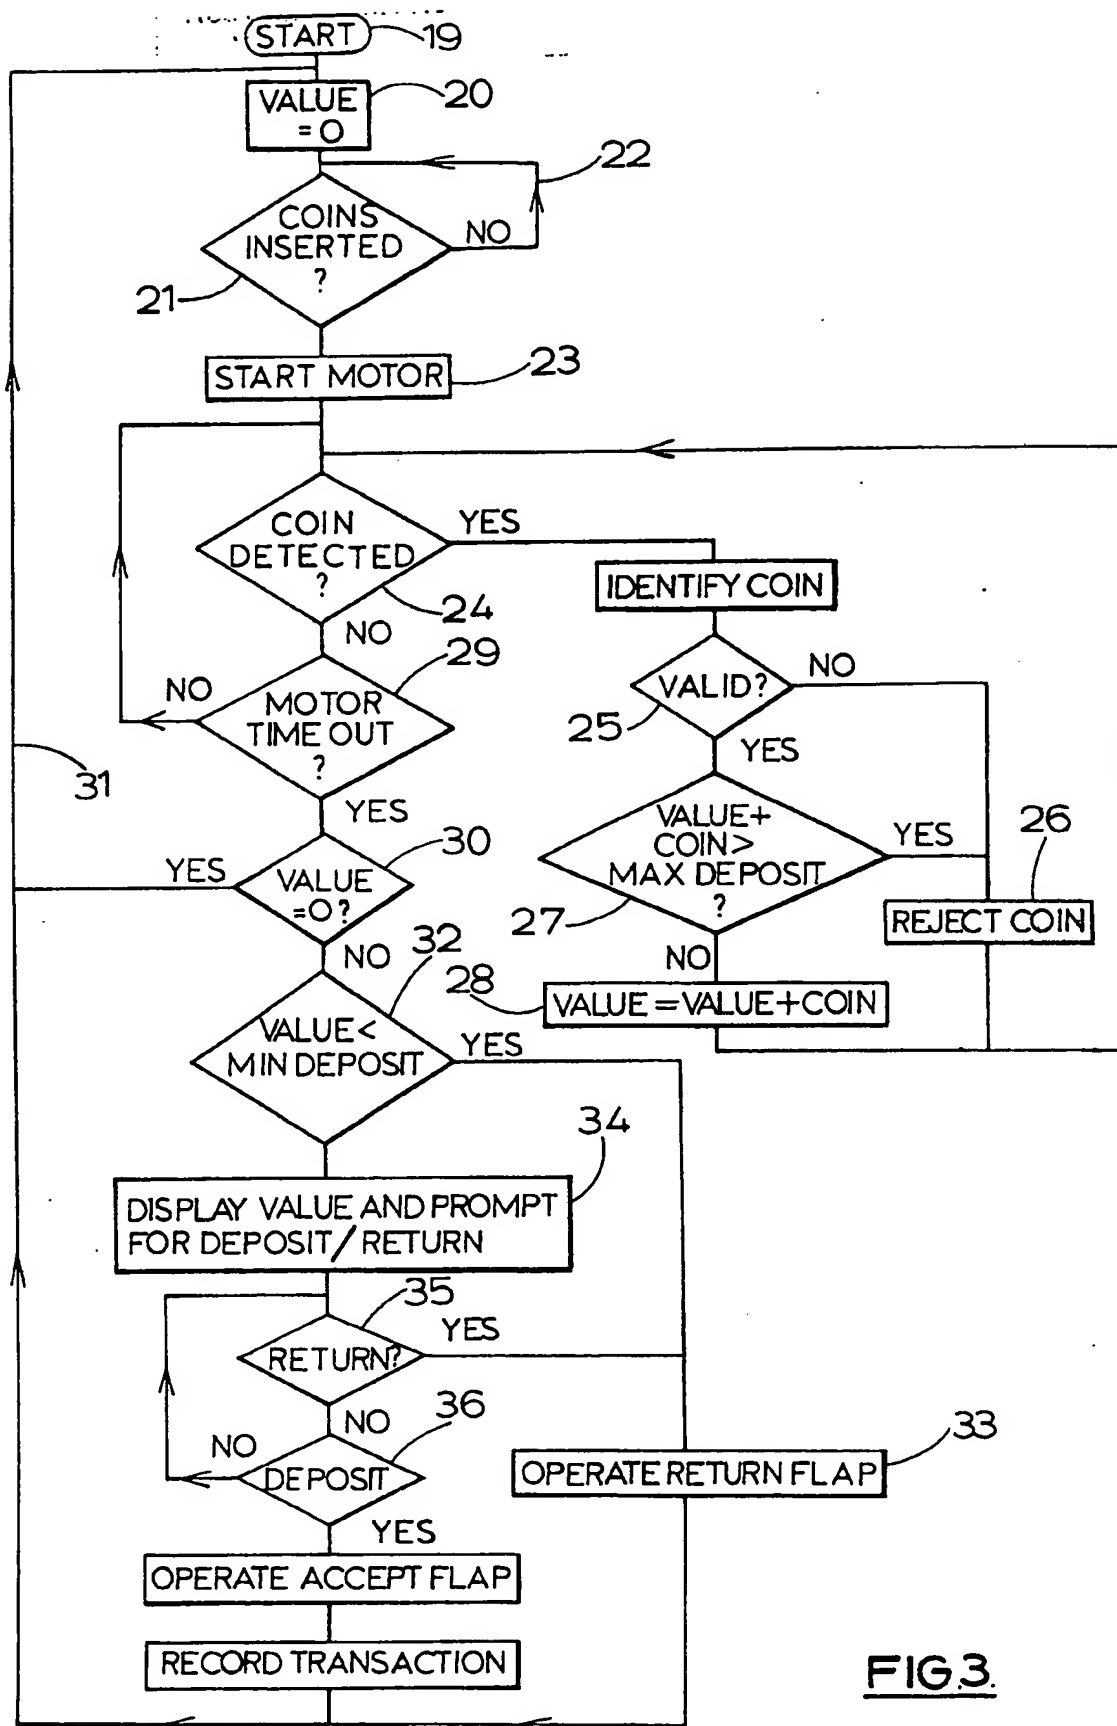 START
19
VALUE
= O
20
22
COINS
INSERTED
?
NO
21
START MOTOR
23
COIN
DETECTED
?
YES
24
NO
IDENTIFY COIN
29
NO
MOTOR
TIME OUT
?
VALID?
NO
25
YES
31
YES
VALUE+
COIN>
MAX DEPOSIT
?
YES
26
30
YES
VALUE
=O?
27
REJECT COIN
NO
32
NO
28
VALUE = VALUE+COIN
VALUE<
MIN DEPOSIT
YES
34
DISPLAY VALUE AND PROMPT
FOR DEPOSIT/RETURN
35
RETURN?
YES
NO
36
NO
DEPOSIT
33
OPERATE RETURN FLAP
YES
OPERATE ACCEPT FLAP
RECORD TRANSACTION
FIG.3.